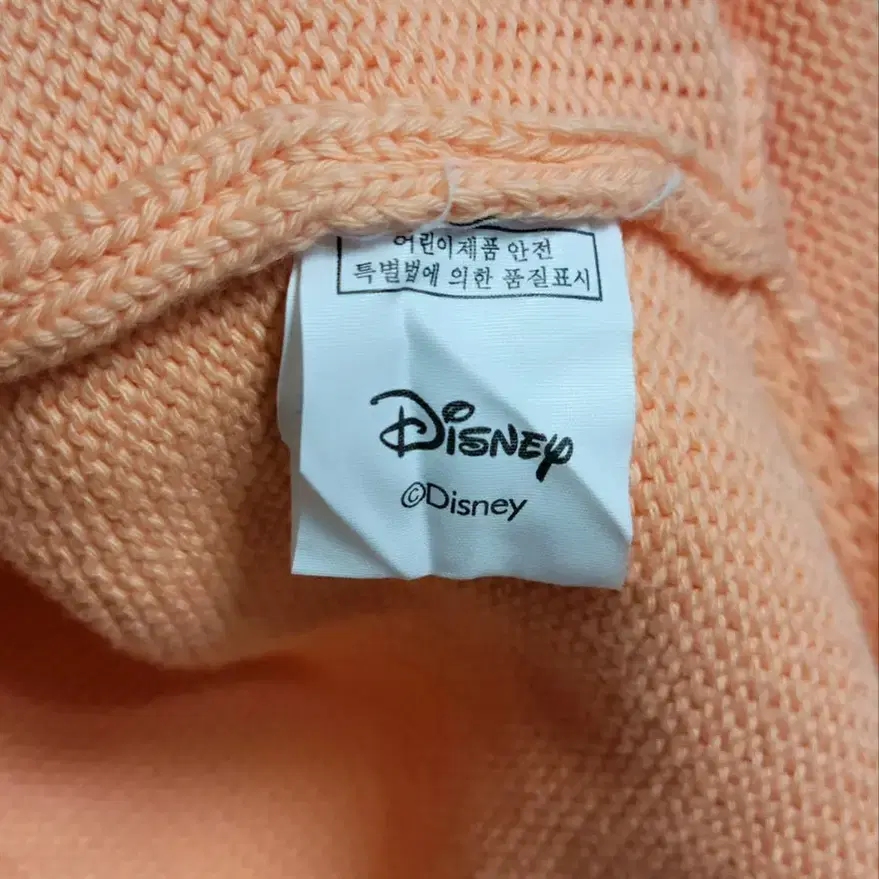 어린이제품 안전
특별법에 의한 품질표시
Disney
©Disney